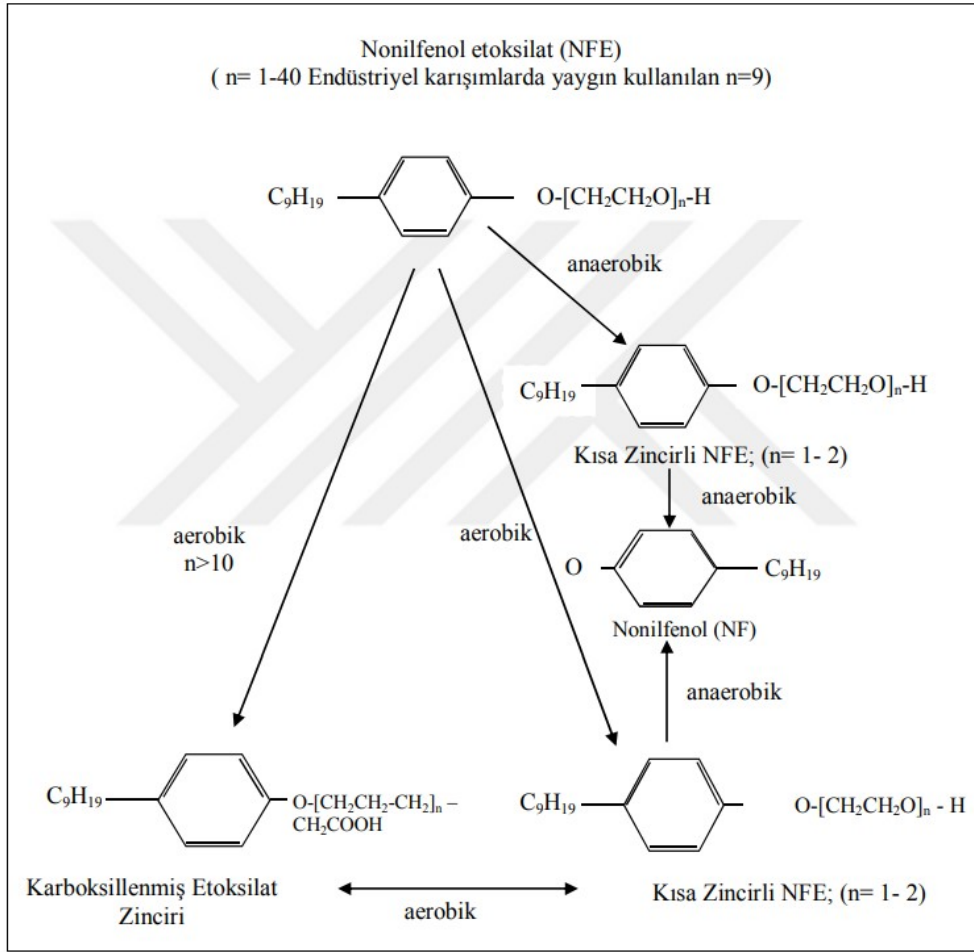 Nonilfenol etoksilat (NFE)
( n= 1-40 Endüstriyel karışımlarda yaygın kullanılan n=9)
C₉H₁₉
O-[CH₂CH₂O]ₙ-H
anaerobik
C₉H₁₉
O-[CH₂CH₂O]ₙ-H
Kısa Zincirli NFE; (n= 1- 2)
anaerobik
aerobik
n>10
aerobik
O
C₉H₁₉
Nonilfenol (NF)
anaerobik
C₉H₁₉
O-[CH₂CH₂-CH₂]ₙ –
CH₂COOH
C₉H₁₉
O-[CH₂CH₂O]ₙ - H
Karboksillenmiş Etoksilat
Zinciri
aerobik
Kısa Zincirli NFE; (n= 1- 2)